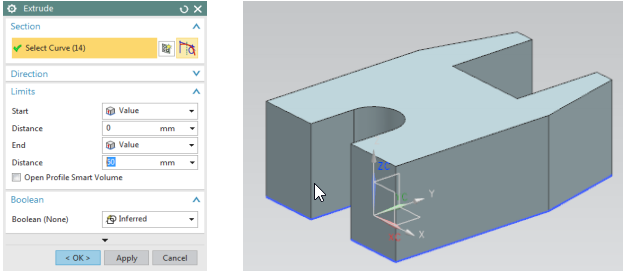 Extrude
Section
Select Curve (14)
Direction
Limits
Start
Value
Distance
0 mm
End
Value
Distance
50 mm
Open Profile Smart Volume
Boolean
Boolean (None)
Inferred
< OK >
Apply
Cancel
ZC
Y
X